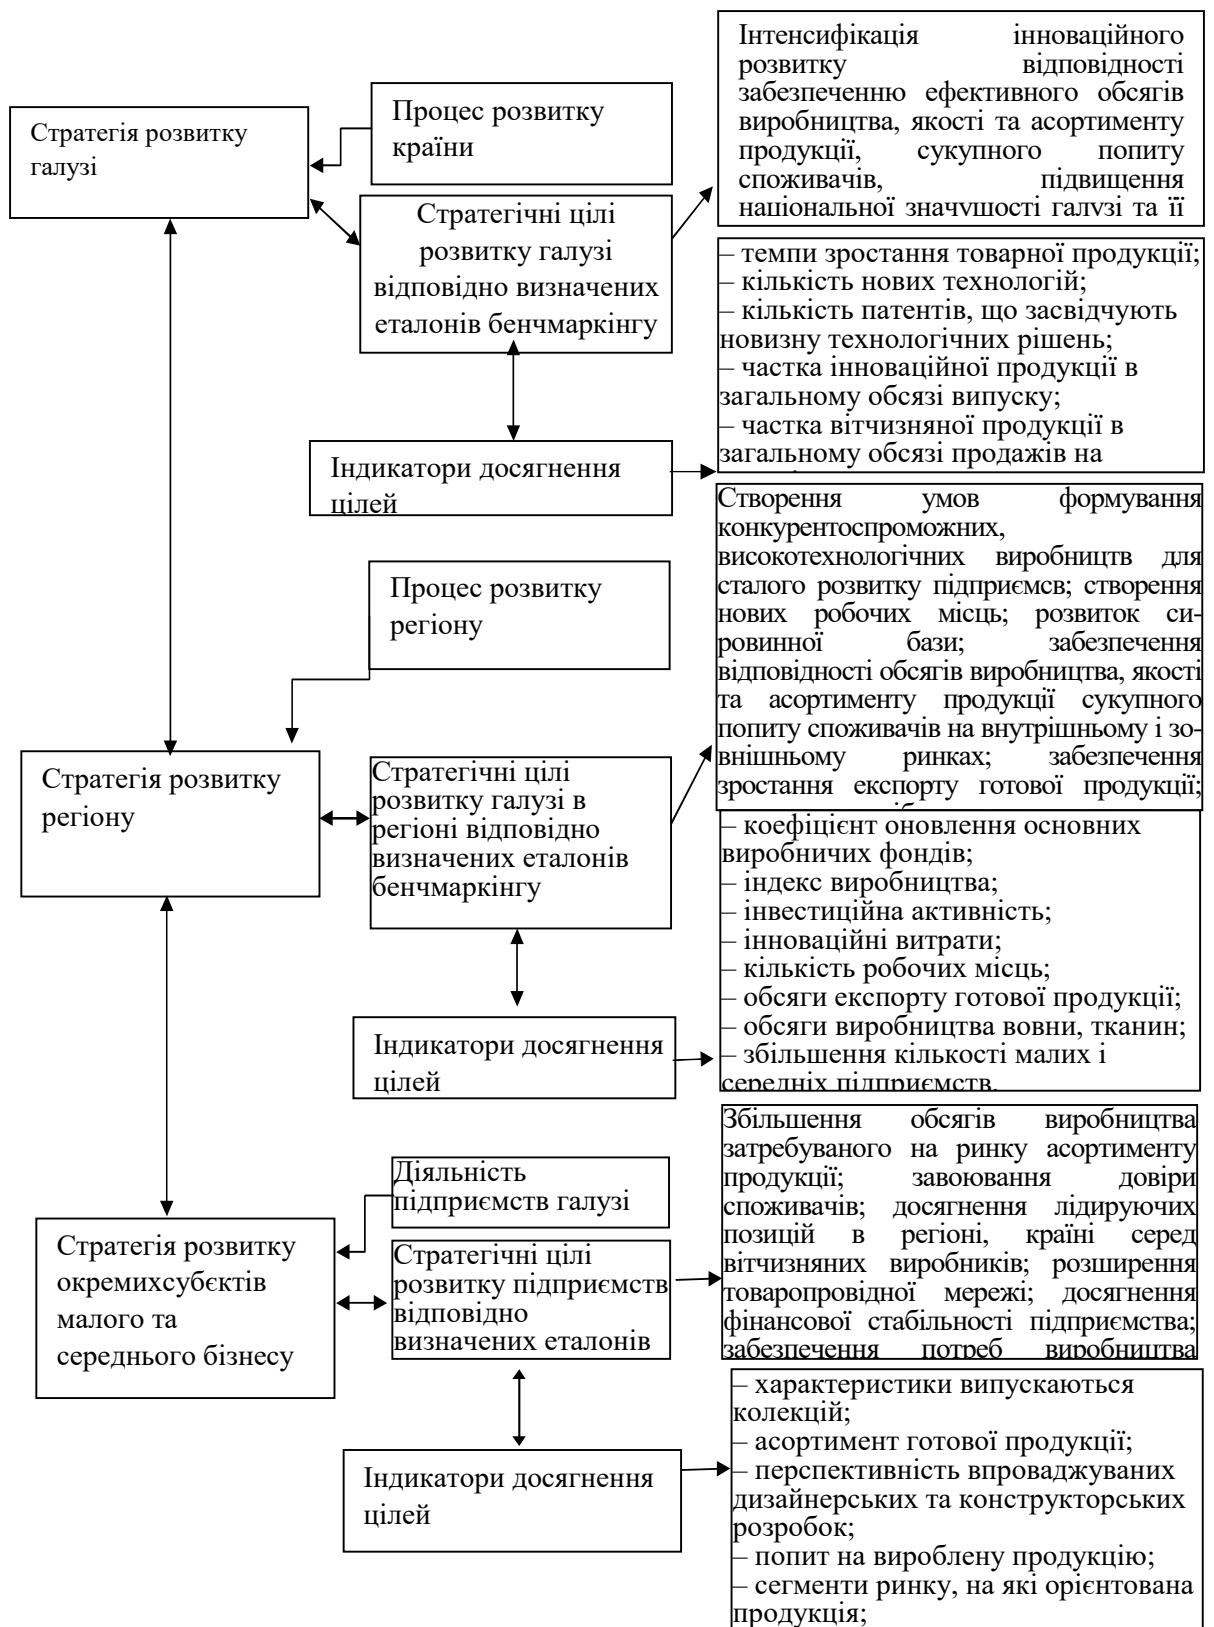 Стратегія розвитку
галузі
Процес розвитку
країни
Стратегічні цілі
розвитку галузі
відповідно визначених
еталонів бенчмаркінгу
Індикатори досягнення
цілей
Інтенсифікація інноваційного
розвитку відповідності
забезпеченню ефективного обсягів
виробництва, якості та асортименту
продукції, сукупного попиту
споживачів, підвищення
національної значущості галузі та її
– темпи зростання товарної продукції;
– кількість нових технологій;
– кількість патентів, що засвідчують
новизну технологічних рішень;
– частка інноваційної продукції в
загальному обсязі випуску;
– частка вітчизняної продукції в
загальному обсязі продажів на
Процес розвитку
регіону
Стратегія розвитку
регіону
Стратегічні цілі
розвитку галузі в
регіоні відповідно
визначених еталонів
бенчмаркінгу
Індикатори досягнення
цілей
Створення умов формування
конкурентоспроможних,
високотехнологічних виробництв для
сталого розвитку підприємсв; створення
нових робочих місць; розвиток си-
ровинної бази; забезпечення
відповідності обсягів виробництва, якості
та асортименту продукції сукупного
попиту споживачів на внутрішньому і зо-
внішньому ринках; забезпечення
зростання експорту готової продукції;
– коефіцієнт оновлення основних
виробничих фондів;
– індекс виробництва;
– інвестиційна активність;
– інноваційні витрати;
– кількість робочих місць;
– обсяги експорту готової продукції;
– обсяги виробництва вовни, тканин;
– збільшення кількості малих і
середніх підприємств.
Діяльність
підприємств галузі
Стратегія розвитку
окремихсубєктів
малого та
середнього бізнесу
Стратегічні цілі
розвитку підприємств
відповідно
визначених еталонів
Індикатори досягнення
цілей
Збільшення обсягів виробництва
затребуваного на ринку асортименту
продукції; завоювання довіри
споживачів; досягнення лідируючих
позицій в регіоні, країні серед
вітчизняних виробників; розширення
товаропровідної мережі; досягнення
фінансової стабільності підприємства;
забезпечення потреб виробництва
– характеристики випускаються
колекцій;
– асортимент готової продукції;
– перспективність впроваджуваних
дизайнерських та конструкторських
розробок;
– попит на вироблену продукцію;
– сегменти ринку, на які орієнтована
продукція;